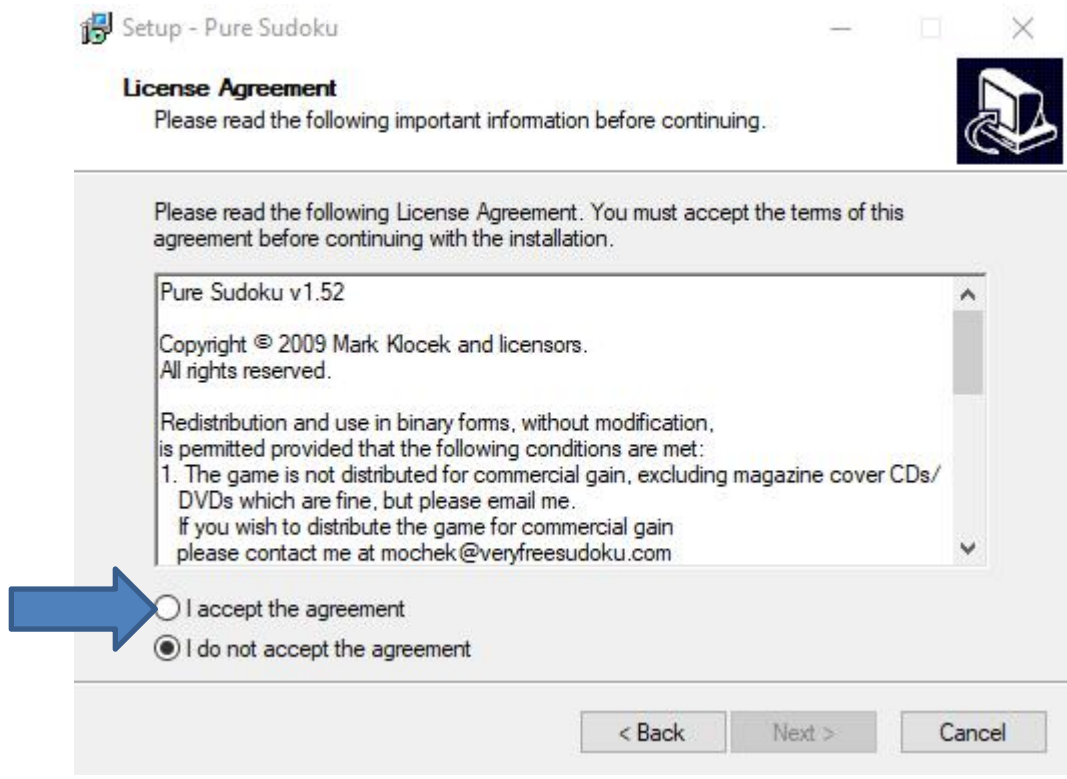 Setup - Pure Sudoku
License Agreement
Please read the following important information before continuing.
Please read the following License Agreement. You must accept the terms of this
agreement before continuing with the installation.
Pure Sudoku v1.52
Copyright © 2009 Mark Klocek and licensors.
All rights reserved.
Redistribution and use in binary forms, without modification,
is permitted provided that the following conditions are met:
1. The game is not distributed for commercial gain, excluding magazine cover CDs/
DVDs which are fine, but please email me.
If you wish to distribute the game for commercial gain
please contact me at mochek@veryfreesudoku.com
I accept the agreement
I do not accept the agreement
< Back Next > Cancel